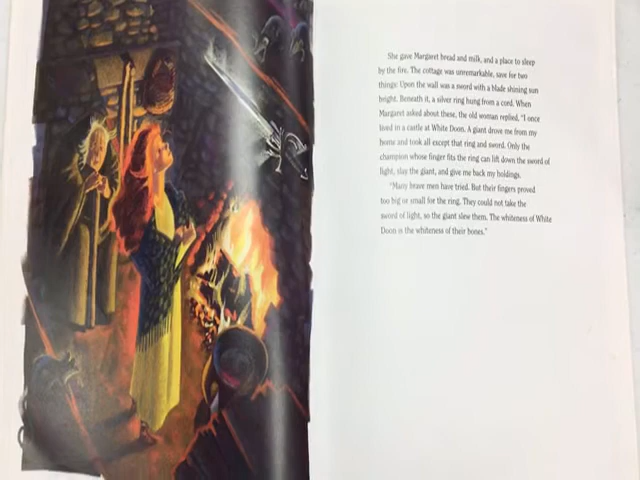 She gave Margaret bread and milk, and a place to sleep
by the fire. The cottage was unremarkable, save for two
things: Upon the wall was a sword with a blade shining sun
bright. Beneath it, a silver ring hung from a cord. When
Margaret asked about these, the old woman replied, "I once
lived in a castle at White Doon. A giant drove me from my
home and took all except that ring and sword. Only the
champion whose finger fits the ring can lift down the sword of
light, slay the giant, and give me back my holdings.
"Many brave men have tried. But their fingers proved
too big or small for the ring. They could not take the
sword of light, so the giant slew them. The whiteness of White
Doon is the whiteness of their bones."